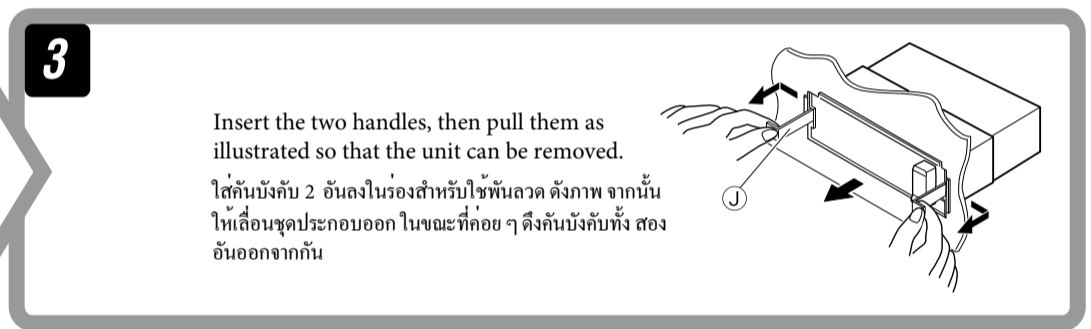 3
Insert the two handles, then pull them as
illustrated so that the unit can be removed.
ใส่คันบังคับ 2 อันลงในร่องสำหรับใช้พันลวด ดังภาพ จากนั้น
ให้เลื่อนชุดประกอบออก ในขณะที่ค่อย ๆ ดึงคันบังคับทั้ง สอง
อันออกจากกัน
J